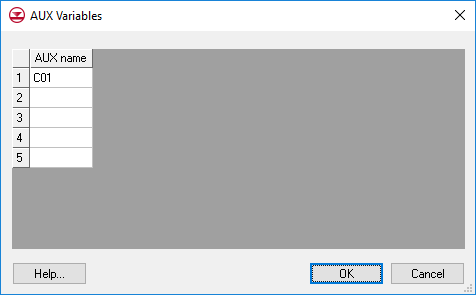 AUX Variables
AUX name
1 C01
2
3
4
5
Help...
OK
Cancel